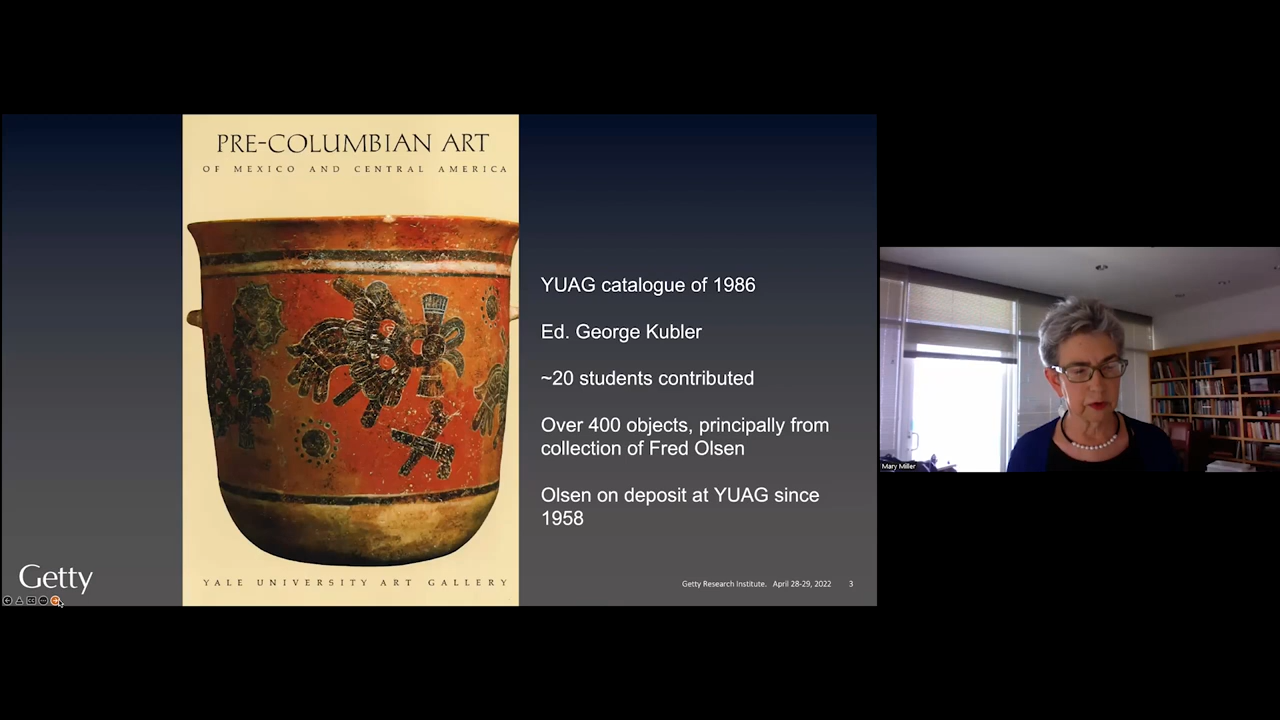 PRE-COLUMBIAN ART
OF MEXICO AND CENTRAL AMERICA
YALE UNIVERSITY ART GALLERY
YUAG catalogue of 1986
Ed. George Kubler
~20 students contributed
Over 400 objects, principally from
collection of Fred Olsen
Olsen on deposit at YUAG since
1958
Getty
Getty Research Institute. April 28-29, 2022 3
Mary Miller